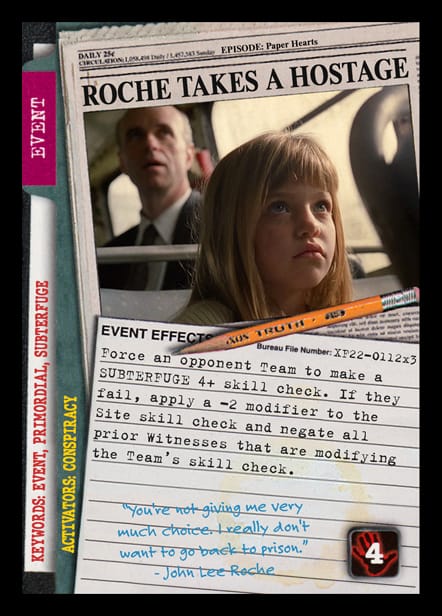 DAILY 25¢
EPISODE: Paper Hearts
CIRCULATION: 1,058,494 Daily / 1,457,543 Sunday
ROCHE TAKES A HOSTAGE
EVENT
KEYWORDS: EVENT, PRIMORDIAL, SUBTERFUGE
ACTIVATORS: CONSPIRACY
TRUTH
EVENT EFFECTS
Bureau File Number: XF22-0112x3
Force an opponent Team to make a
SUBTERFUGE 4+ skill check. If they
fail, apply a -2 modifier to the
Site skill check and negate all
prior Witnesses that are modifying
the Team's skill check.
"You're not giving me very
much choice. I really don't
want to go back to prison."
- John Lee Roche
4